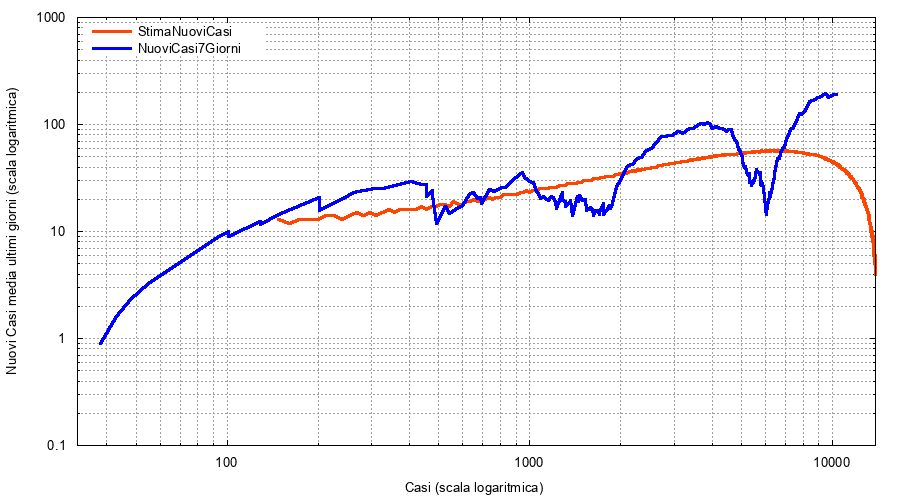 1000
StimaNuoviCasi
NuoviCasi7Giorni
100
10
1
0.1
100
1000
10000
Nuovi Casi media ultimi giorni (scala logaritmica)
Casi (scala logaritmica)